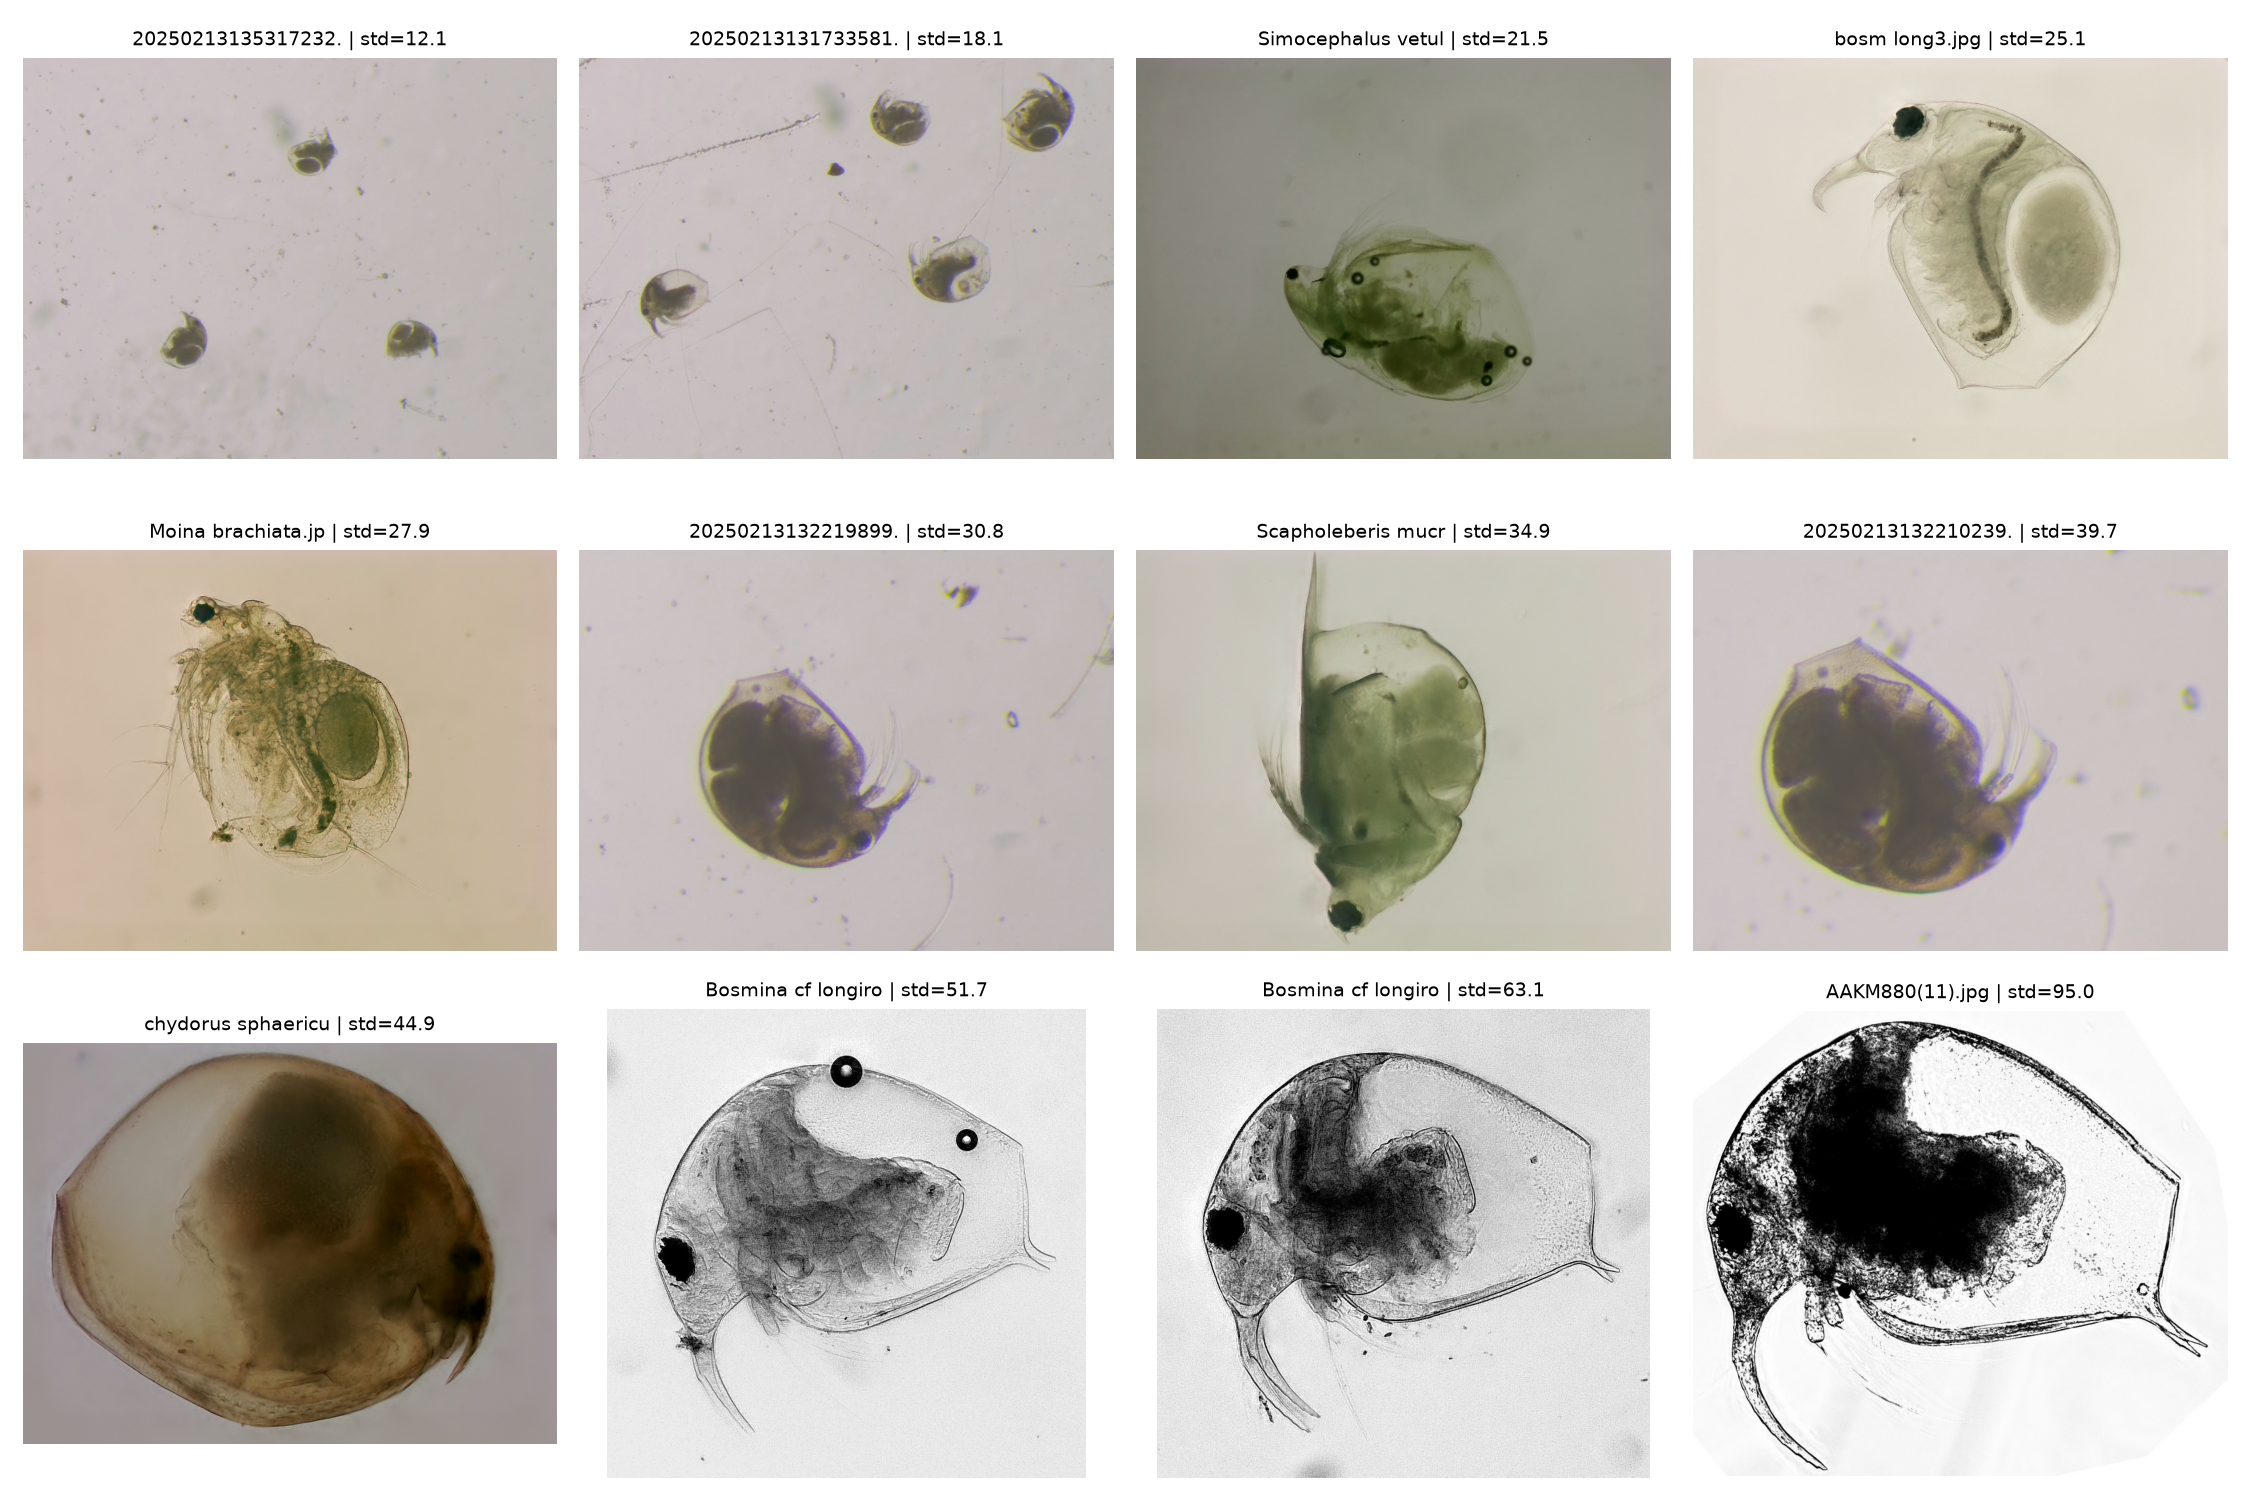 20250213135317232. | std=12.1
20250213131733581. | std=18.1
Simocephalus vetul | std=21.5
bosm long3.jpg | std=25.1
Moina brachiata.jp | std=27.9
20250213132219899. | std=30.8
Scapholeberis mucr | std=34.9
20250213132210239. | std=39.7
chydorus sphaericu | std=44.9
Bosmina cf longiro | std=51.7
Bosmina cf longiro | std=63.1
AAKM880(11).jpg | std=95.0